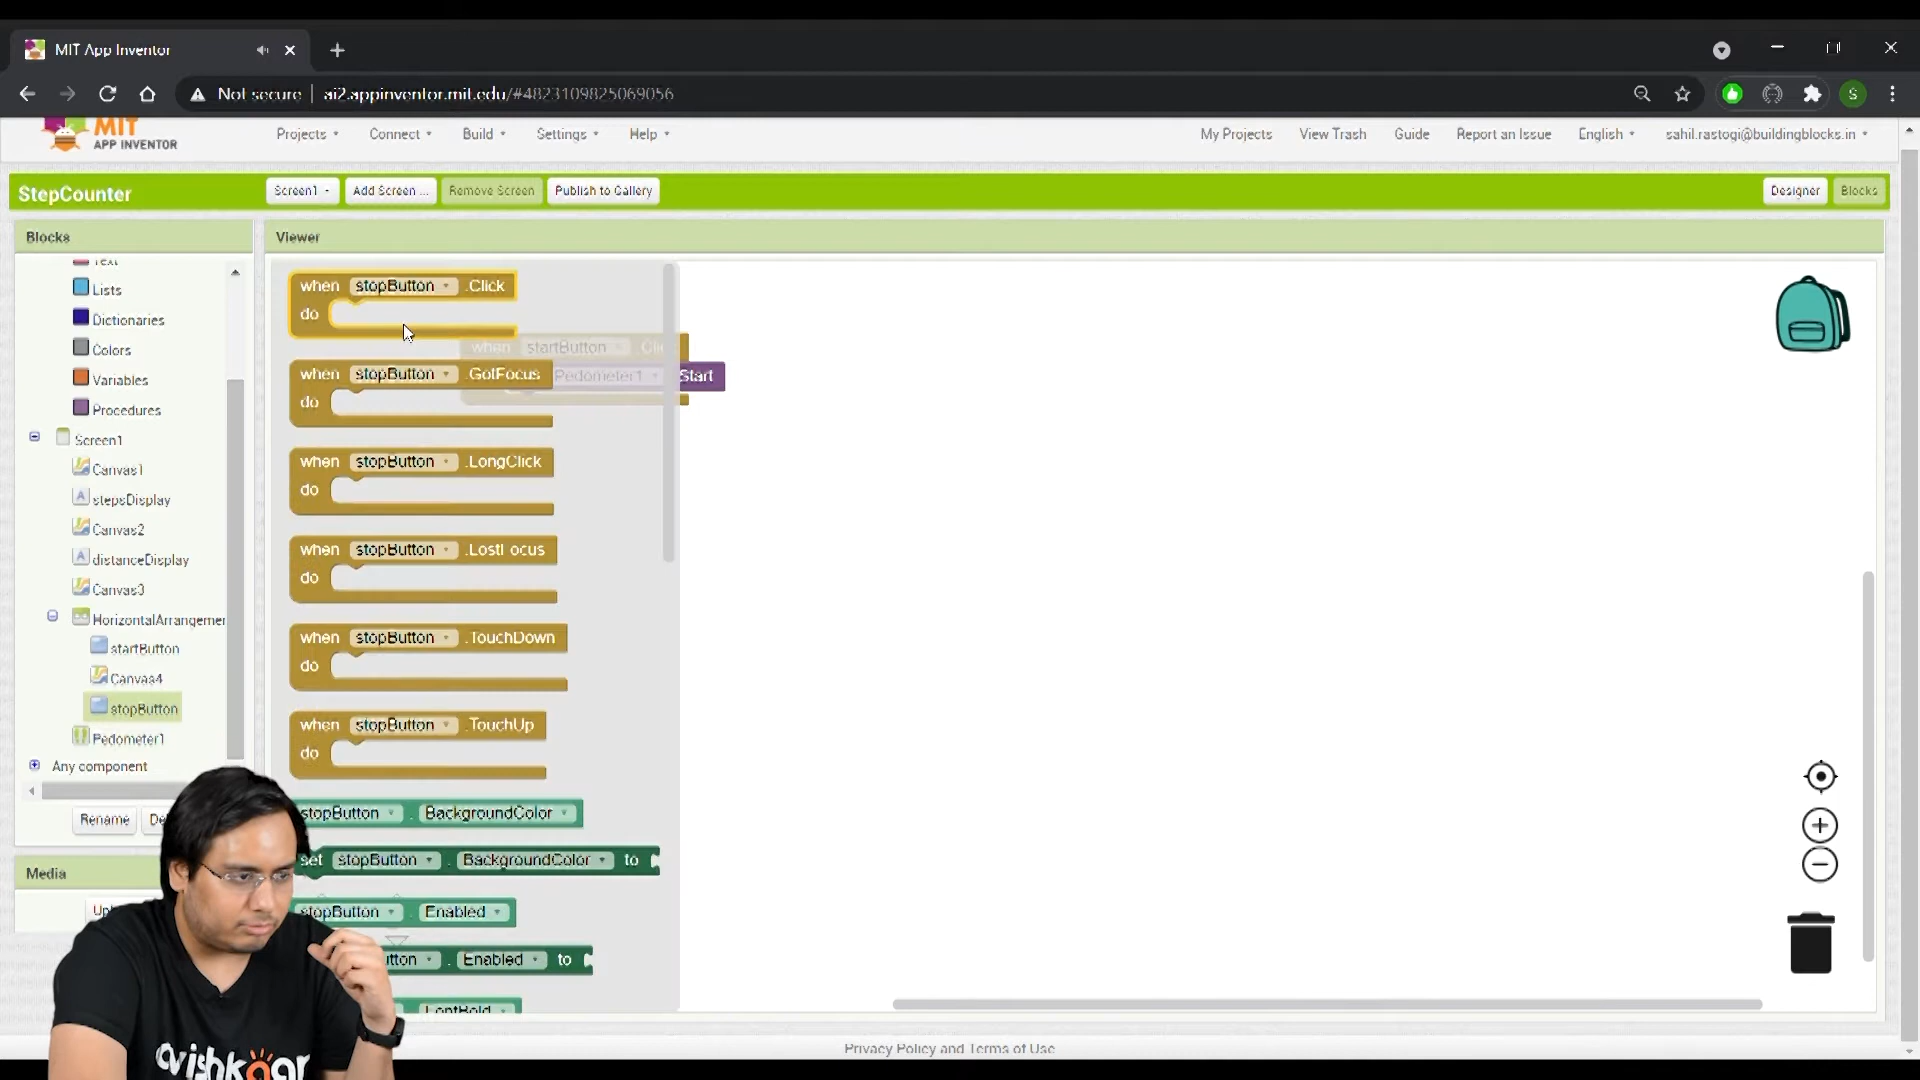 MIT App Inventor
Not secure
ai2.appinventor.mit.edu/#4823109825069056
S
MIT
APP INVENTOR
Projects
Connect
Build
Settings
Help
My Projects
View Trash
Guide
Report an Issue
English
sahil.rastogi@buildingblocks.in
StepCounter
Screen1
Add Screen ...
Remove Screen
Publish to Gallery
Designer
Blocks
Blocks
Viewer
Text
Lists
Dictionaries
Colors
Variables
Procedures
Screen1
Canvas1
stepsDisplay
Canvas2
distanceDisplay
Canvas3
HorizontalArrangemer
startButton
Canvas4
stopButton
Pedometer1
Any component
Rename
Media
when stopButton .Click
do
when startButton
Pedometer1 Start
when stopButton .GotFocus
do
when stopButton .LongClick
do
when stopButton .LostFocus
do
when stopButton .TouchDown
do
when stopButton .TouchUp
do
stopButton . BackgroundColor
set stopButton . BackgroundColor to
stopButton . Enabled
utton . Enabled to
FontBold
Privacy Policy and Terms of Use
avishkaar